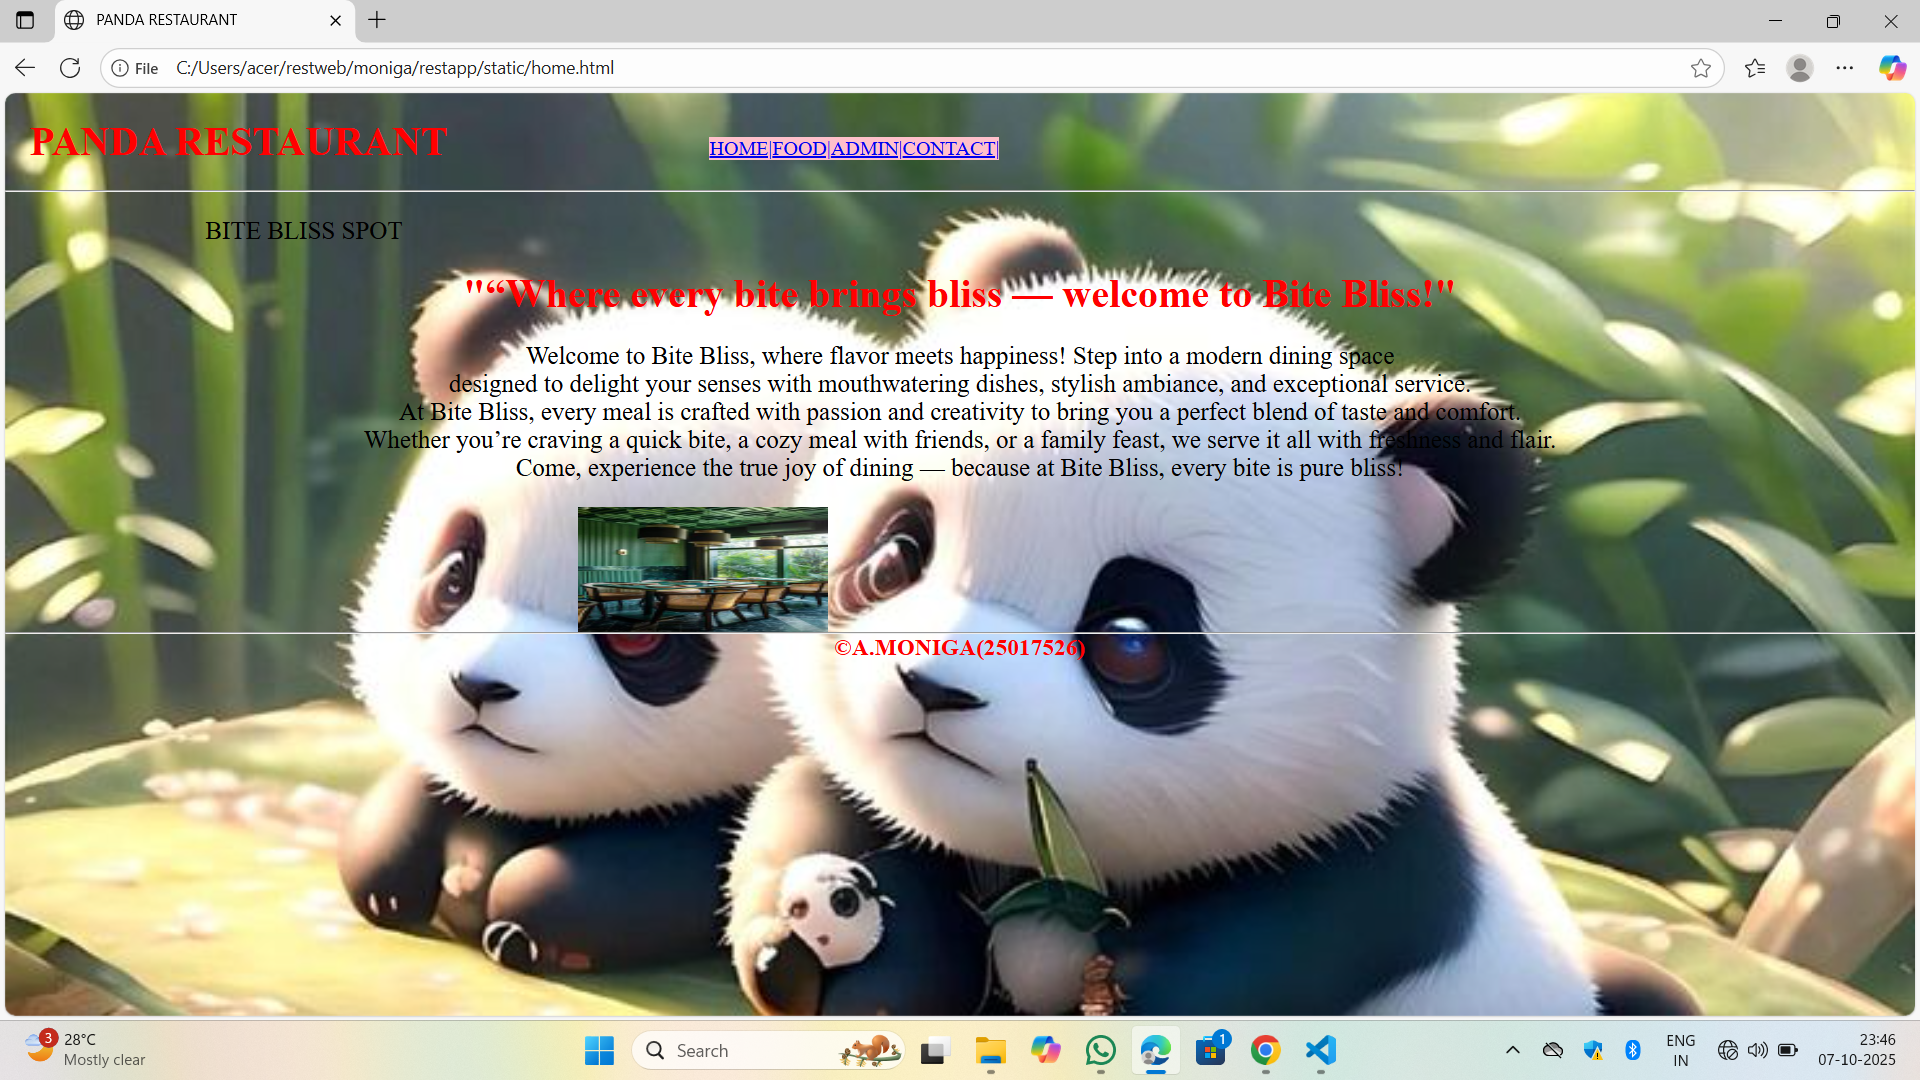 PANDA RESTAURANT
File C:/Users/acer/restweb/moniga/restapp/static/home.html
PANDA RESTAURANT
HOME|FOOD|ADMIN|CONTACT|
BITE BLISS SPOT
"“Where every bite brings bliss — welcome to Bite Bliss!"
Welcome to Bite Bliss, where flavor meets happiness! Step into a modern dining space
designed to delight your senses with mouthwatering dishes, stylish ambiance, and exceptional service.
At Bite Bliss, every meal is crafted with passion and creativity to bring you a perfect blend of taste and comfort.
Whether you’re craving a quick bite, a cozy meal with friends, or a family feast, we serve it all with freshness and flair.
Come, experience the true joy of dining — because at Bite Bliss, every bite is pure bliss!
©A.MONIGA(25017526)
3
28°C
Mostly clear
Search
1
ENG
IN
23:46
07-10-2025